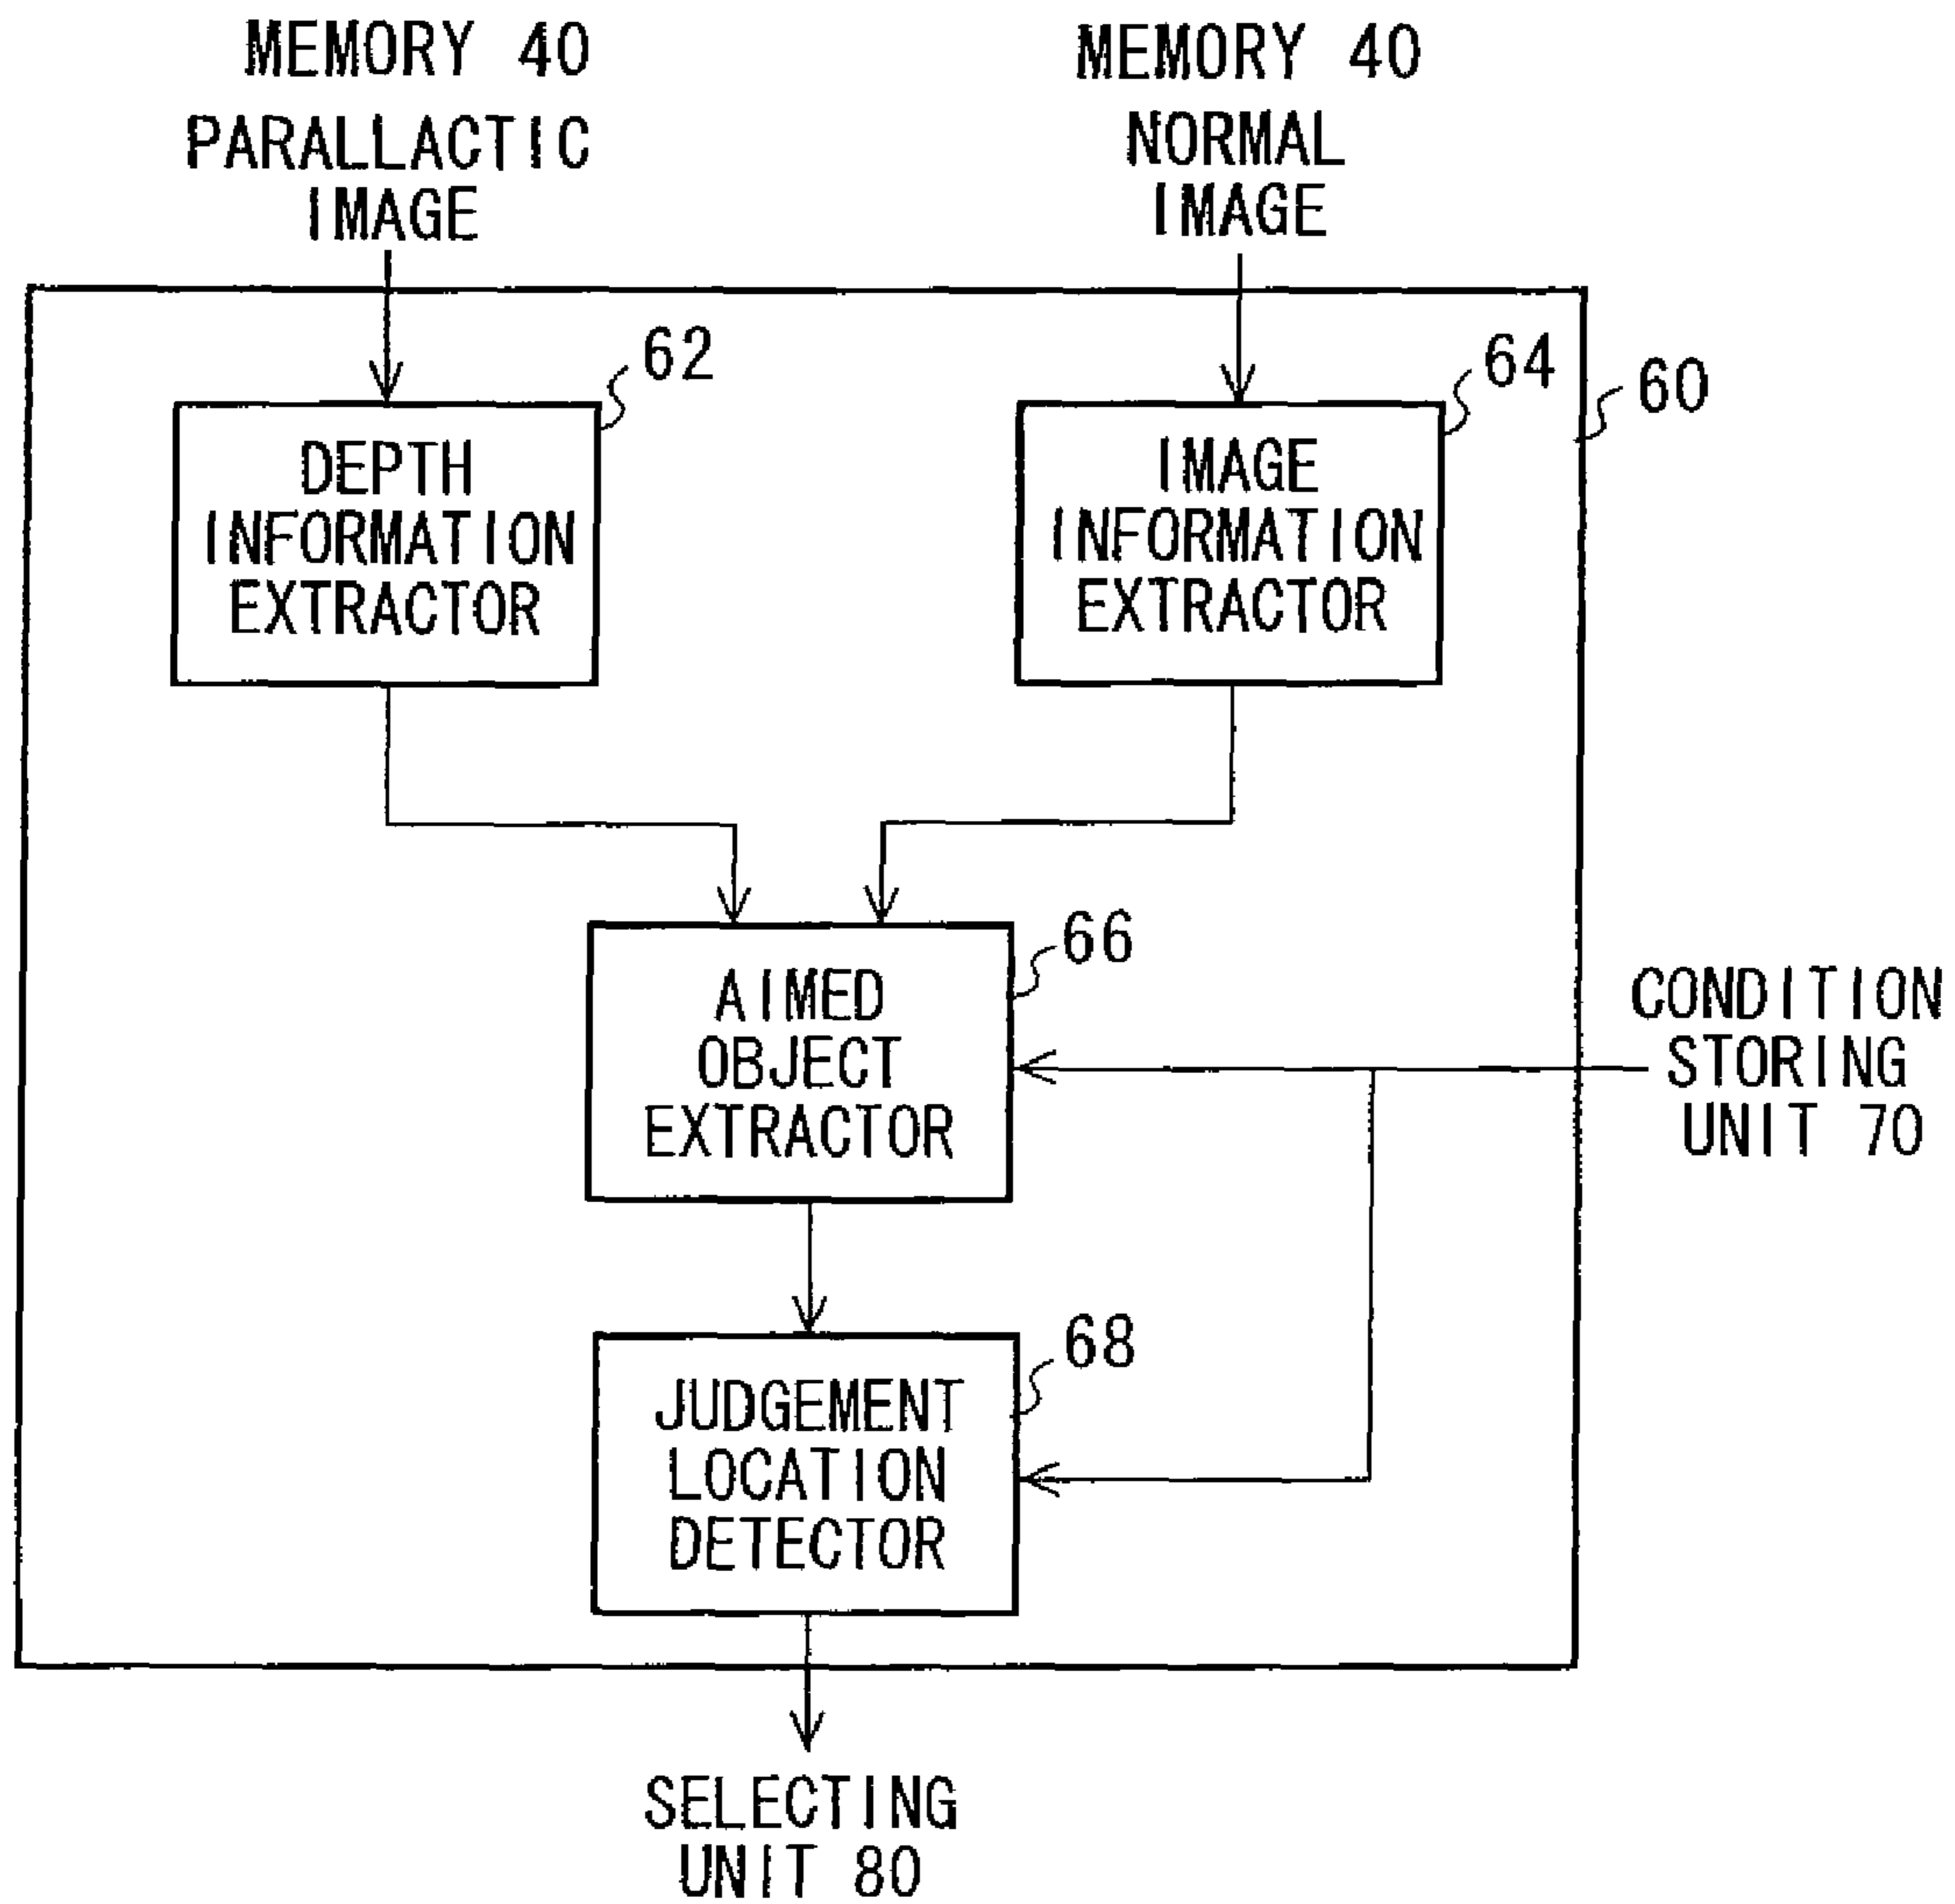 MEMORY 40
PARALLACTIC
IMAGE
MEMORY 40
NORMAL
IMAGE
62
64
60
DEPTH
INFORMATION
EXTRACTOR
IMAGE
INFORMATION
EXTRACTOR
66
AIMED
OBJECT
EXTRACTOR
CONDITION
STORING
UNIT 70
68
JUDGEMENT
LOCATION
DETECTOR
SELECTING
UNIT 80